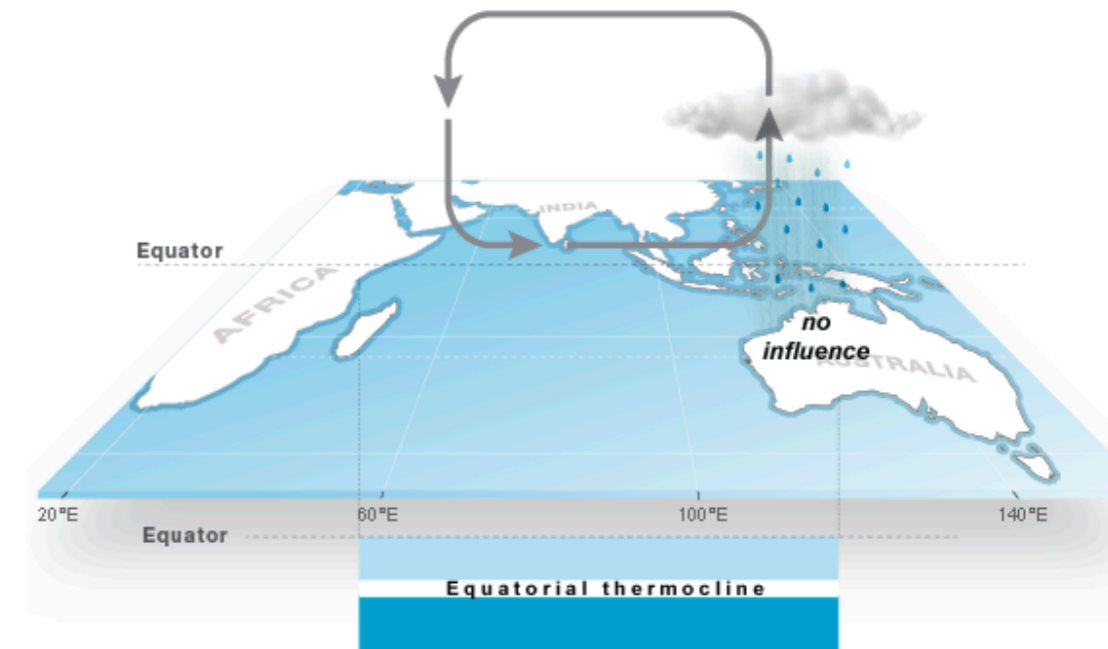 INDIA
Equator
AFRICA
no
influence
AUSTRALIA
20°E
60°E
100°E
140°E
Equator
Equatorial thermocline